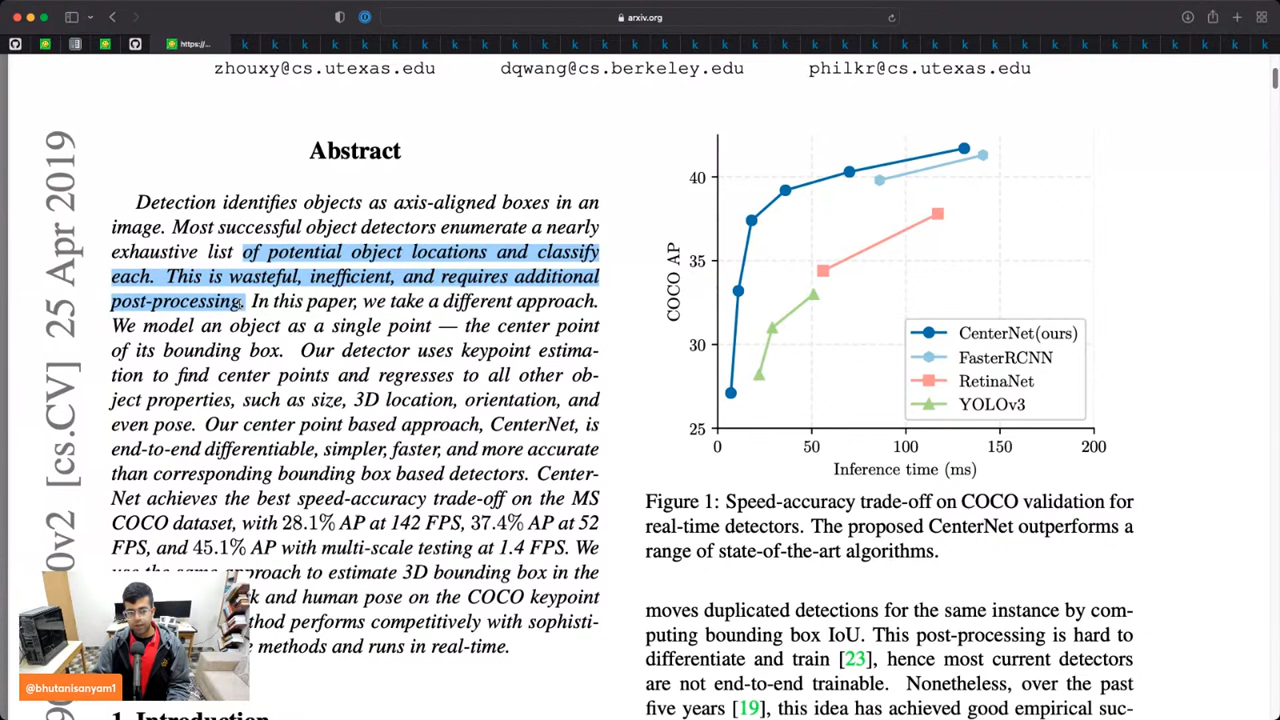 arxiv.org
https://...
zhouxy@cs.utexas.edu dqwang@cs.berkeley.edu philkr@cs.utexas.edu
0v2 [cs.CV] 25 Apr 2019
Abstract
Detection identifies objects as axis-aligned boxes in an
image. Most successful object detectors enumerate a nearly
exhaustive list of potential object locations and classify
each. This is wasteful, inefficient, and requires additional
post-processing. In this paper, we take a different approach.
We model an object as a single point — the center point
of its bounding box. Our detector uses keypoint estima-
tion to find center points and regresses to all other ob-
ject properties, such as size, 3D location, orientation, and
even pose. Our center point based approach, CenterNet, is
end-to-end differentiable, simpler, faster, and more accurate
than corresponding bounding box based detectors. Center-
Net achieves the best speed-accuracy trade-off on the MS
COCO dataset, with 28.1% AP at 142 FPS, 37.4% AP at 52
FPS, and 45.1% AP with multi-scale testing at 1.4 FPS. We
approach to estimate 3D bounding box in the
and human pose on the COCO keypoint
performs competitively with sophisti-
methods and runs in real-time.
1. Introduction
COCO AP
40
35
30
25
0 50 100 150 200
Inference time (ms)
CenterNet(ours)
FasterRCNN
RetinaNet
YOLOv3
Figure 1: Speed-accuracy trade-off on COCO validation for
real-time detectors. The proposed CenterNet outperforms a
range of state-of-the-art algorithms.
moves duplicated detections for the same instance by com-
puting bounding box IoU. This post-processing is hard to
differentiate and train [23], hence most current detectors
are not end-to-end trainable. Nonetheless, over the past
five years [19], this idea has achieved good empirical suc-
@bhutanisanyam1